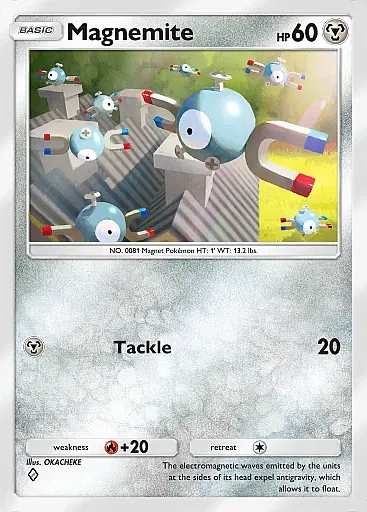 BASIC Magnemite HP 60
NO. 0081 Magnet Pokémon HT: 1' WT: 13.2 lbs.
Tackle 20
weakness +20 retreat
Illus. OKACHEKE
The electromagnetic waves emitted by the units
at the sides of its head expel antigravity, which
allows it to float.